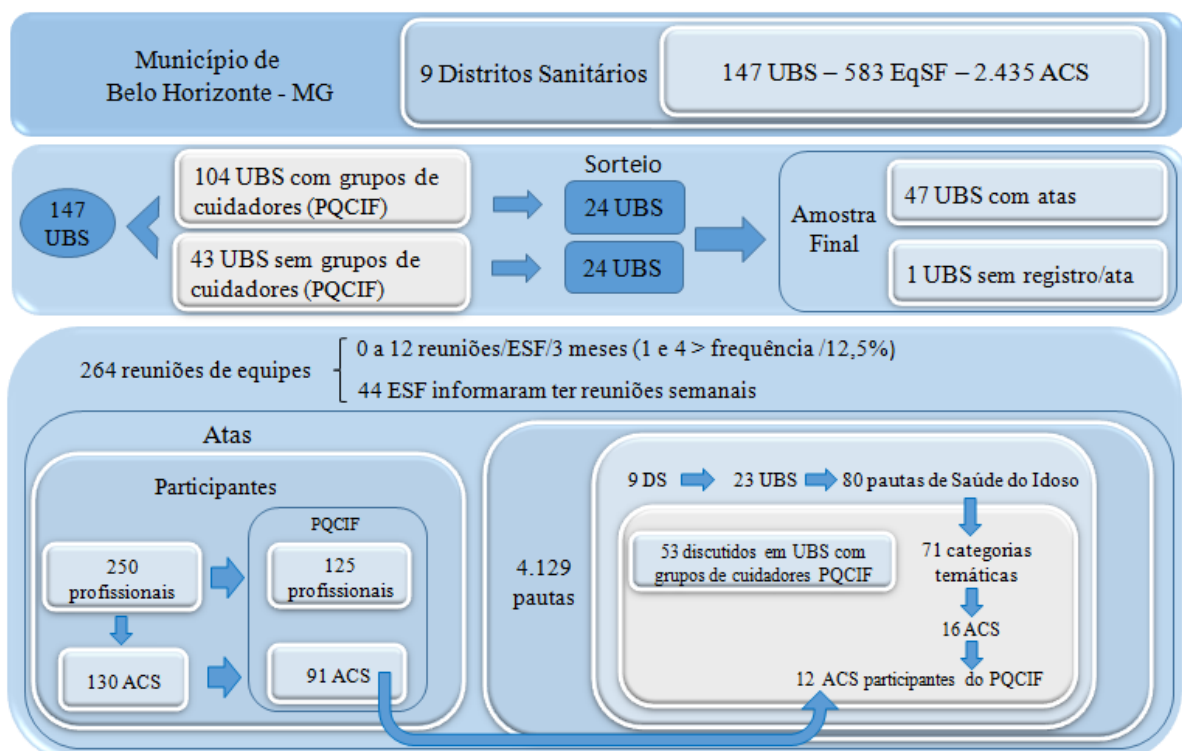 Município de
Belo Horizonte - MG
9 Distritos Sanitários
147 UBS – 583 EqSF – 2.435 ACS
147
UBS
104 UBS com grupos de
cuidadores (PQCIF)
43 UBS sem grupos de
cuidadores (PQCIF)
Sorteio
24 UBS
24 UBS
Amostra
Final
47 UBS com atas
1 UBS sem registro/ata
264 reuniões de equipes
0 a 12 reuniões/ESF/3 meses (1 e 4 > frequência /12,5%)
44 ESF informaram ter reuniões semanais
Atas
Participantes
PQCIF
250
profissionais
125
profissionais
130 ACS
91 ACS
4.129
pautas
9 DS
23 UBS
80 pautas de Saúde do Idoso
53 discutidos em UBS com
grupos de cuidadores PQCIF
71 categorias
temáticas
16 ACS
12 ACS participantes do PQCIF